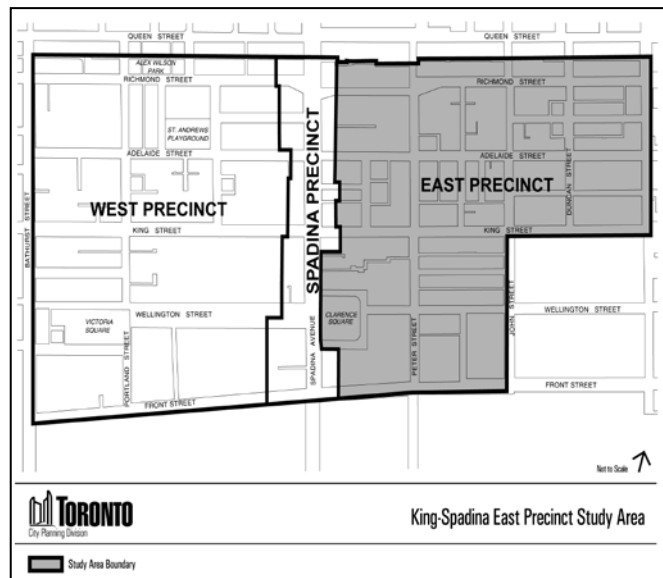 QUEEN STREET
QUEEN STREET
ALEX WILSON
PARK
RICHMOND STREET
RICHMOND STREET
ST. ANDREWS
PLAYGROUND
ADELAIDE STREET
ADELAIDE STREET
SPADINA PRECINCT
WEST PRECINCT
EAST PRECINCT
DUNCAN STREET
BATHURST STREET
KING STREET
KING STREET
WELLINGTON STREET
WELLINGTON STREET
VICTORIA
SQUARE
CLARENCE
SQUARE
PORTLAND STREET
SPADINA AVENUE
PETER STREET
JOHN STREET
FRONT STREET
FRONT STREET
Not to Scale
TORONTO
City Planning Division
King-Spadina East Precinct Study Area
Study Area Boundary